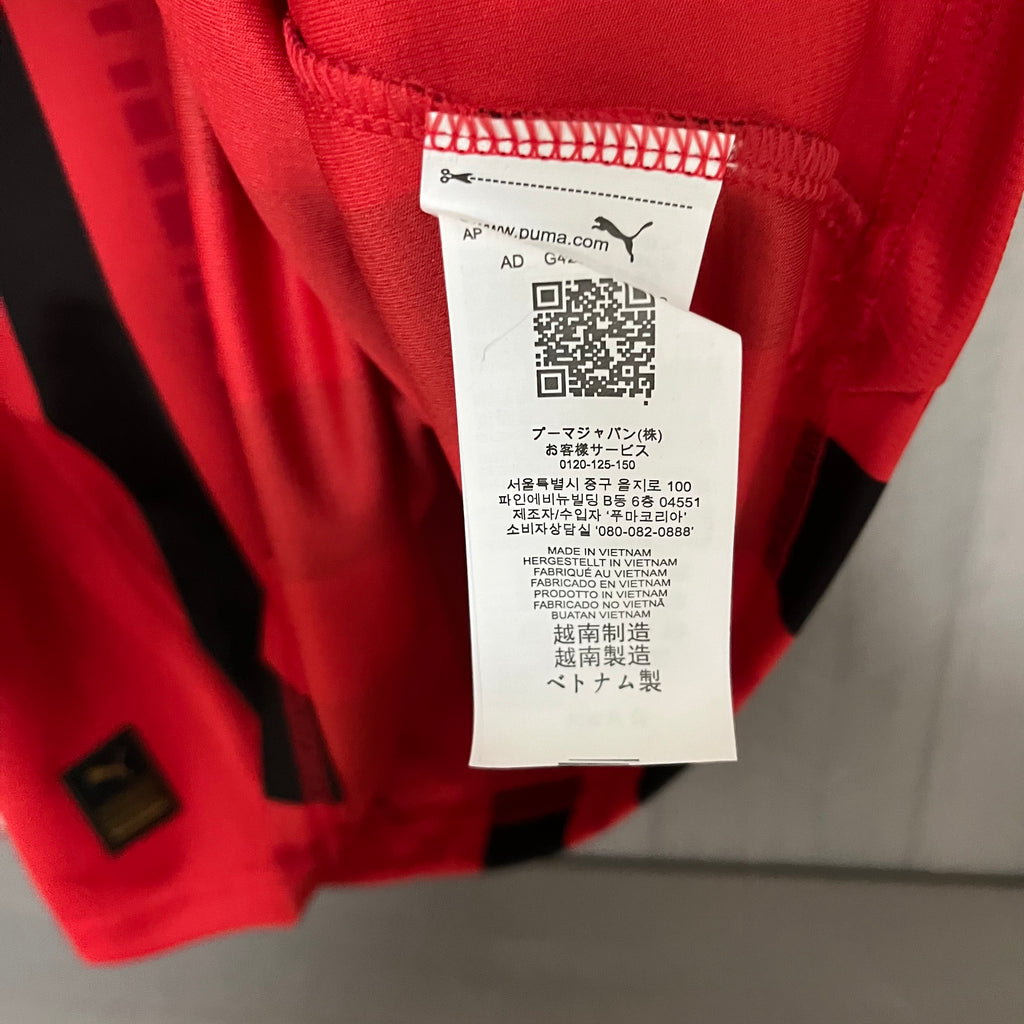 www.puma.com
AP
AD
プーマジャパン(株)
お客様サービス
0120-125-150
서울특별시 중구 을지로 100
파인에비뉴빌딩 B동 6층 04551
제조자/수입자 '푸마코리아'
소비자상담실 '080-082-0888'
MADE IN VIETNAM
HERGESTELLT IN VIETNAM
FABRIQUÉ AU VIETNAM
FABRICADO EN VIETNAM
PRODOTTO IN VIETNAM
FABRICADO NO VIETNÃ
BUATAN VIETNAM
越南制造
越南製造
ベトナム製